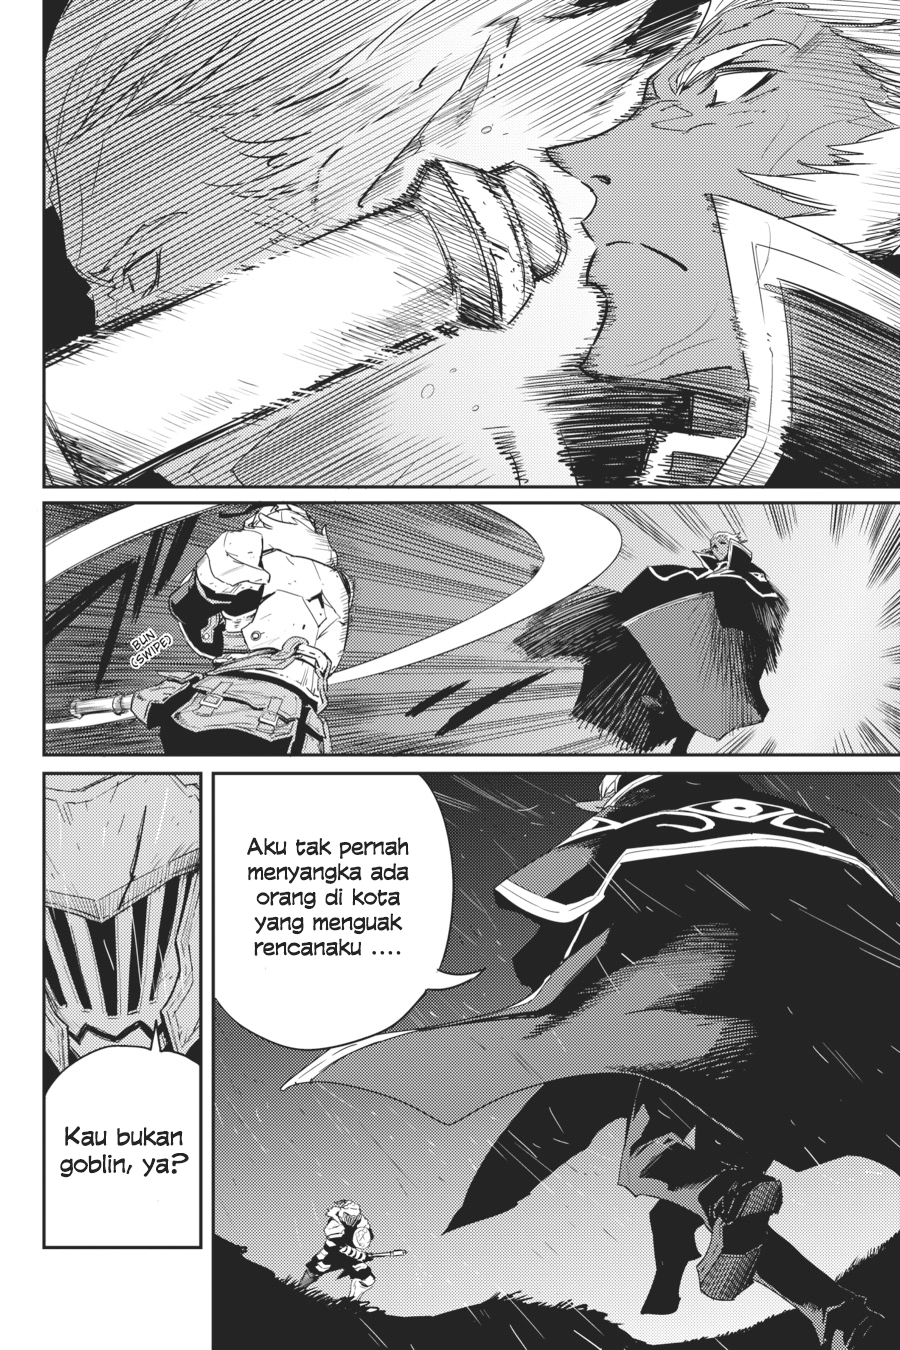 BUN
(SWIPE)
Aku tak pernah
menyangka ada
orang di kota
yang menguak
rencanaku ....
Kau bukan
goblin, ya?